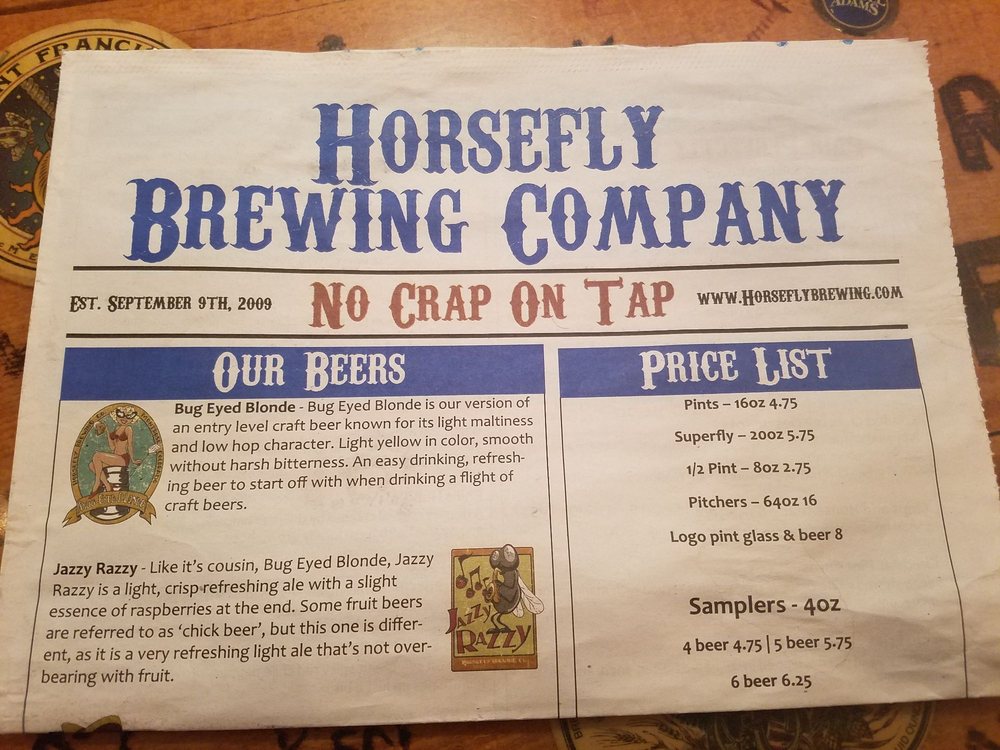 ADAMS
Horsefly
Brewing Company
Est. September 9th, 2009
No Crap On Tap
www.Horseflybrewing.com
Our Beers
Bug Eyed Blonde - Bug Eyed Blonde is our version of
an entry level craft beer known for its light maltiness
and low hop character. Light yellow in color, smooth
without harsh bitterness. An easy drinking, refresh-
ing beer to start off with when drinking a flight of
craft beers.
Jazzy Razzy - Like it's cousin, Bug Eyed Blonde, Jazzy
Razzy is a light, crisp refreshing ale with a slight
essence of raspberries at the end. Some fruit beers
are referred to as 'chick beer', but this one is differ-
ent, as it is a very refreshing light ale that's not over-
bearing with fruit.
Jazzy
Razzy
Price List
Pints – 16oz 4.75
Superfly – 20oz 5.75
1/2 Pint – 8oz 2.75
Pitchers – 64oz 16
Logo pint glass & beer 8
Samplers - 4oz
4 beer 4.75 | 5 beer 5.75
6 beer 6.25